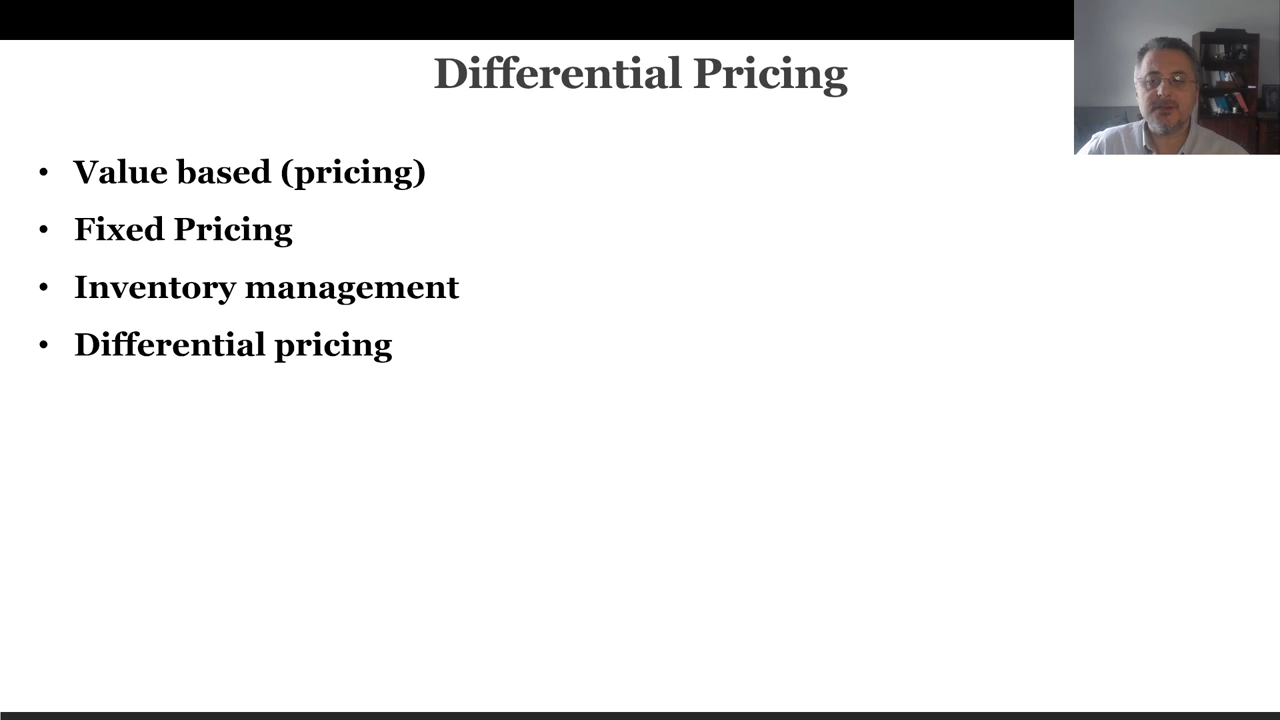 Differential Pricing
• Value based (pricing)
• Fixed Pricing
• Inventory management
• Differential pricing